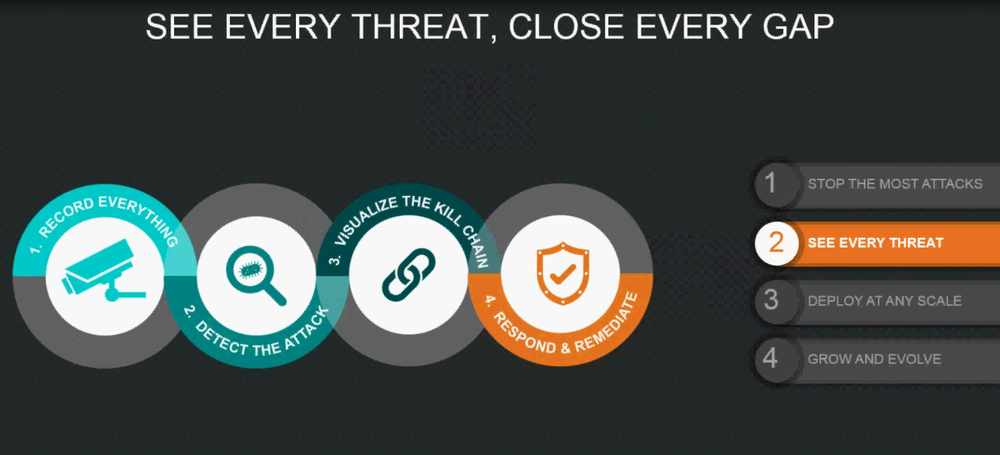 SEE EVERY THREAT, CLOSE EVERY GAP
1. RECORD EVERYTHING
2. DETECT THE ATTACK
3. VISUALIZE THE KILL CHAIN
4. RESPOND & REMEDIATE
1 STOP THE MOST ATTACKS
2 SEE EVERY THREAT
3 DEPLOY AT ANY SCALE
4 GROW AND EVOLVE